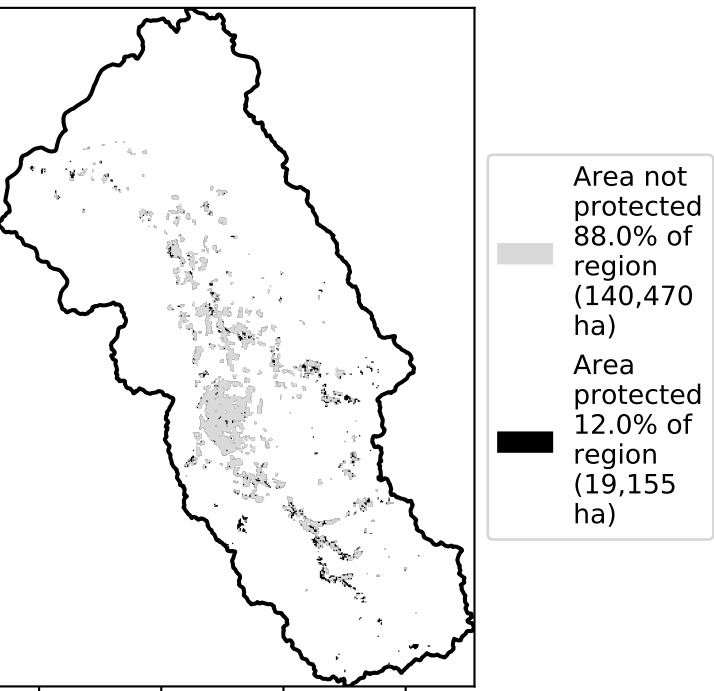 Area not
protected
88.0% of
region
(140,470
ha)
Area
protected
12.0% of
region
(19,155
ha)